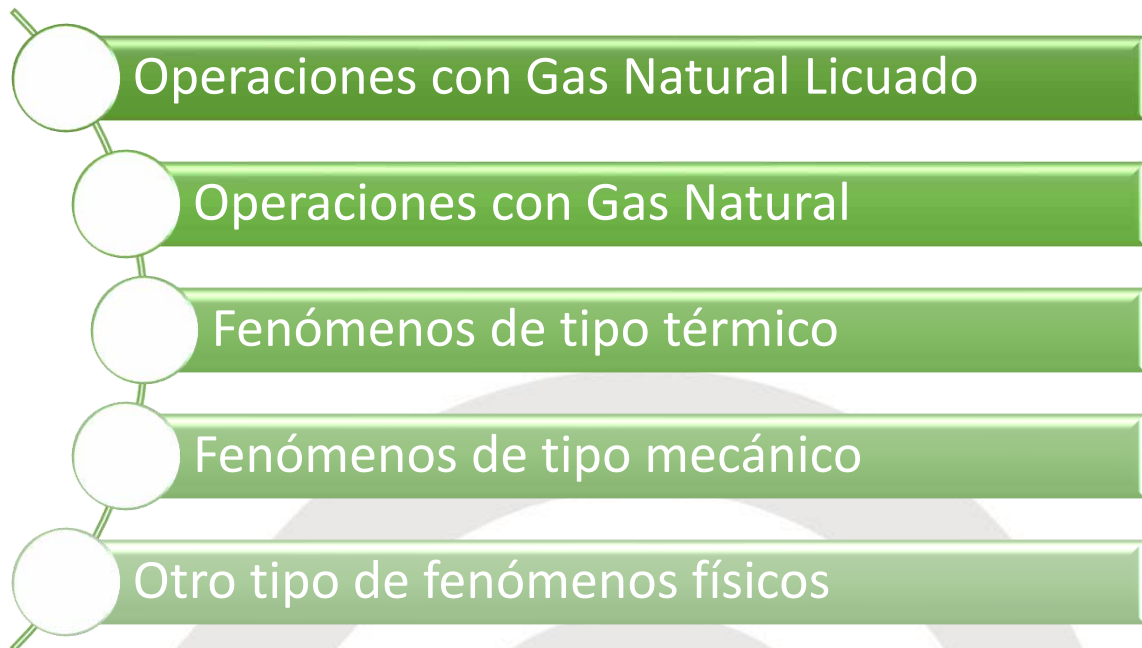 Operaciones con Gas Natural Licuado
Operaciones con Gas Natural
Fenómenos de tipo térmico
Fenómenos de tipo mecánico
Otro tipo de fenómenos físicos